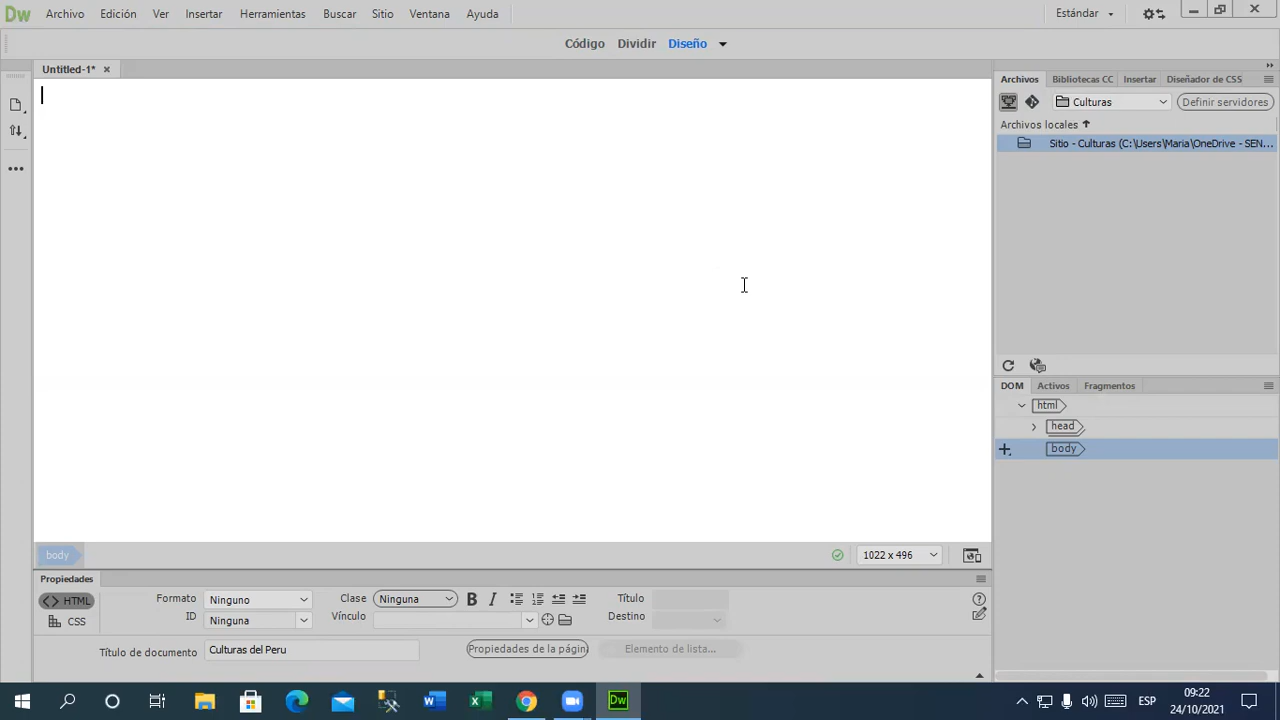 Dw Archivo Edición Ver Insertar Herramientas Buscar Sitio Ventana Ayuda Estándar
Código Dividir Diseño
Untitled-1*
Archivos Bibliotecas CC Insertar Diseñador de CSS
Culturas Definir servidores
Archivos locales
Sitio - Culturas (C:\Users\Maria\OneDrive - SEN...
DOM Activos Fragmentos
html
head
body
body 1022 x 496
Propiedades
HTML Formato Ninguno Clase Ninguna B I Título
CSS ID Ninguna Vínculo Destino
Título de documento Culturas del Peru Propiedades de la págin Elemento de lista...
Dw ESP 09:22
24/10/2021